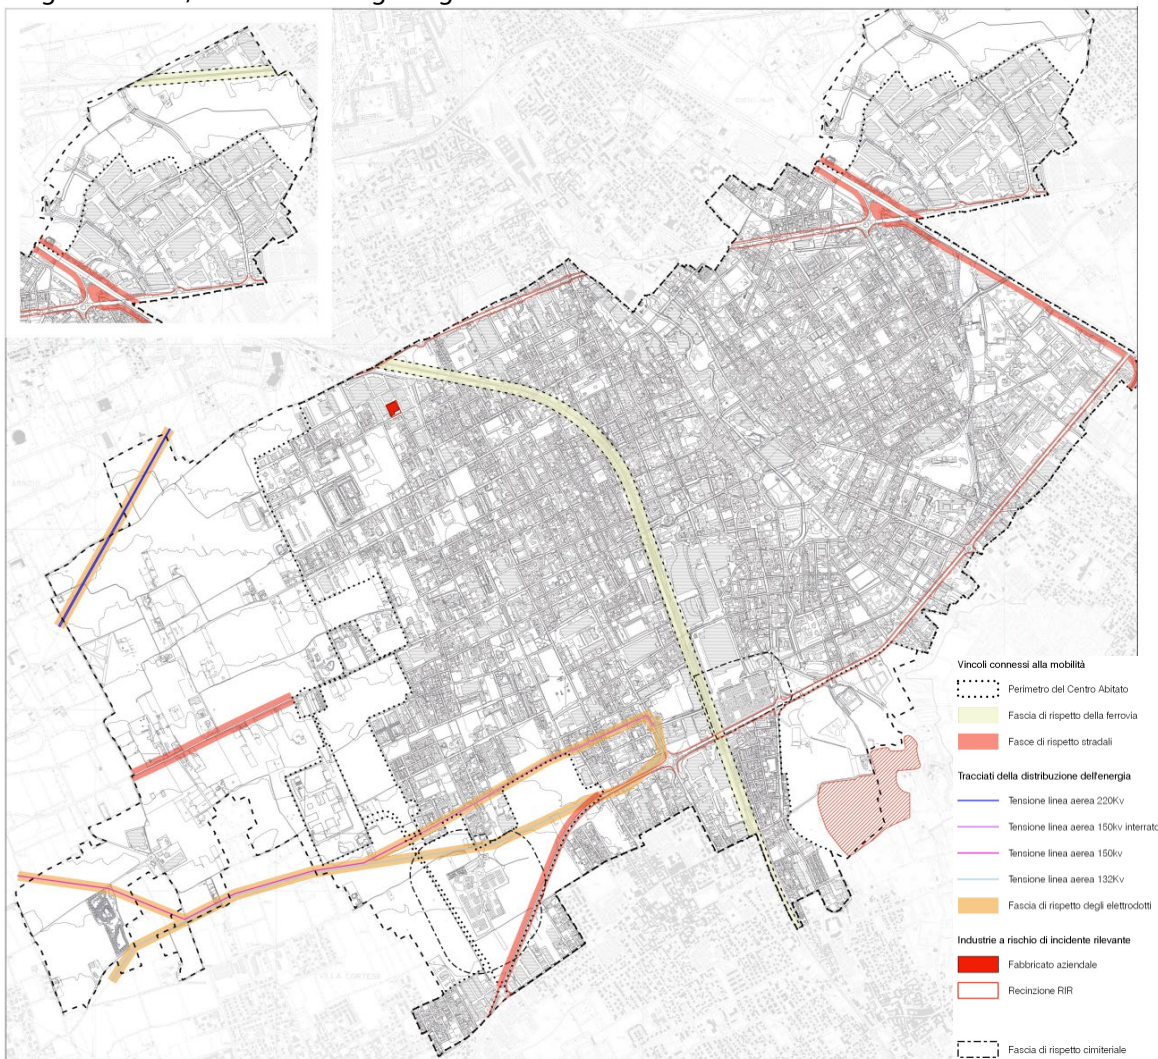 Vincoli connessi alla mobilità
Perimetro del Centro Abitato
Fascia di rispetto della ferrovia
Fasce di rispetto stradali
Tracciati della distribuzione dell'energia
Tensione linea aerea 220Kv
Tensione linea aerea 150kv interrato
Tensione linea aerea 150kv
Tensione linea aerea 132Kv
Fascia di rispetto degli elettrodotti
Industrie a rischio di incidente rilevante
Fabbricato aziendale
Recinzione RIR
Fascia di rispetto cimiteriale